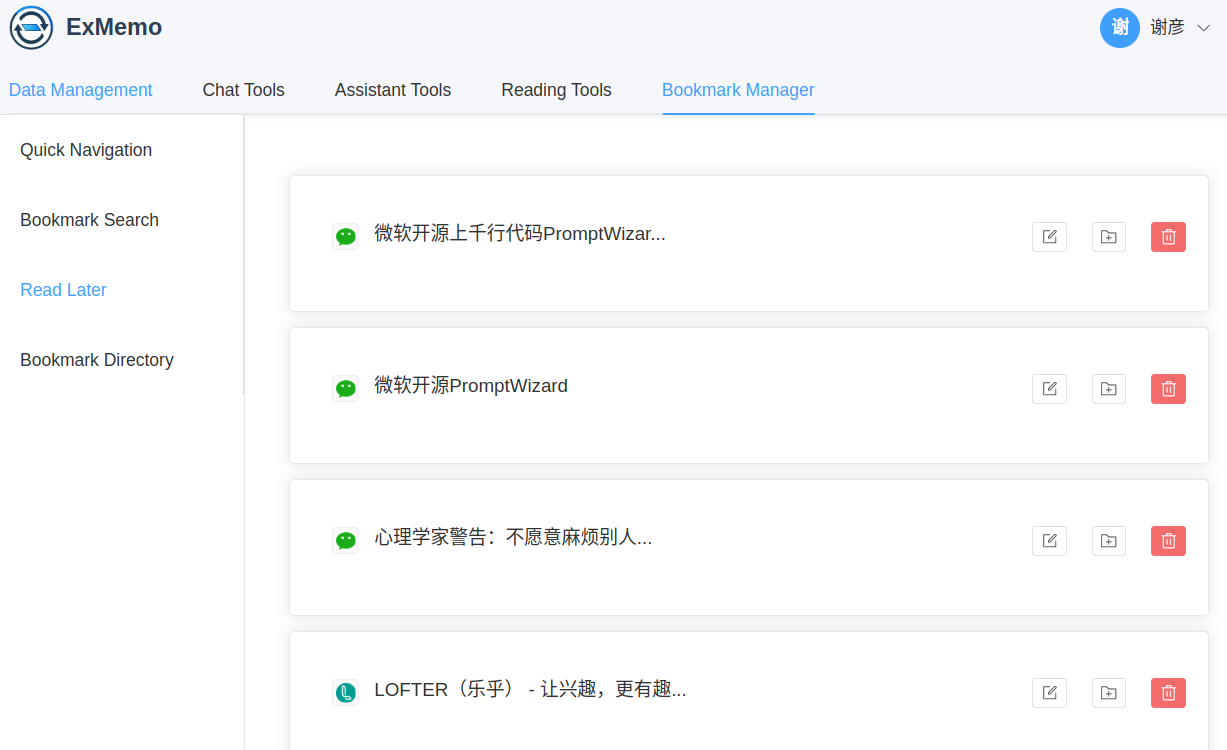 ExMemo
谢 谢彦
Data Management Chat Tools Assistant Tools Reading Tools Bookmark Manager
Quick Navigation
Bookmark Search
Read Later
Bookmark Directory
微软开源上千行代码PromptWizar...
微软开源PromptWizard
心理学家警告：不愿意麻烦别人...
LOFTER（乐乎） - 让兴趣，更有趣...